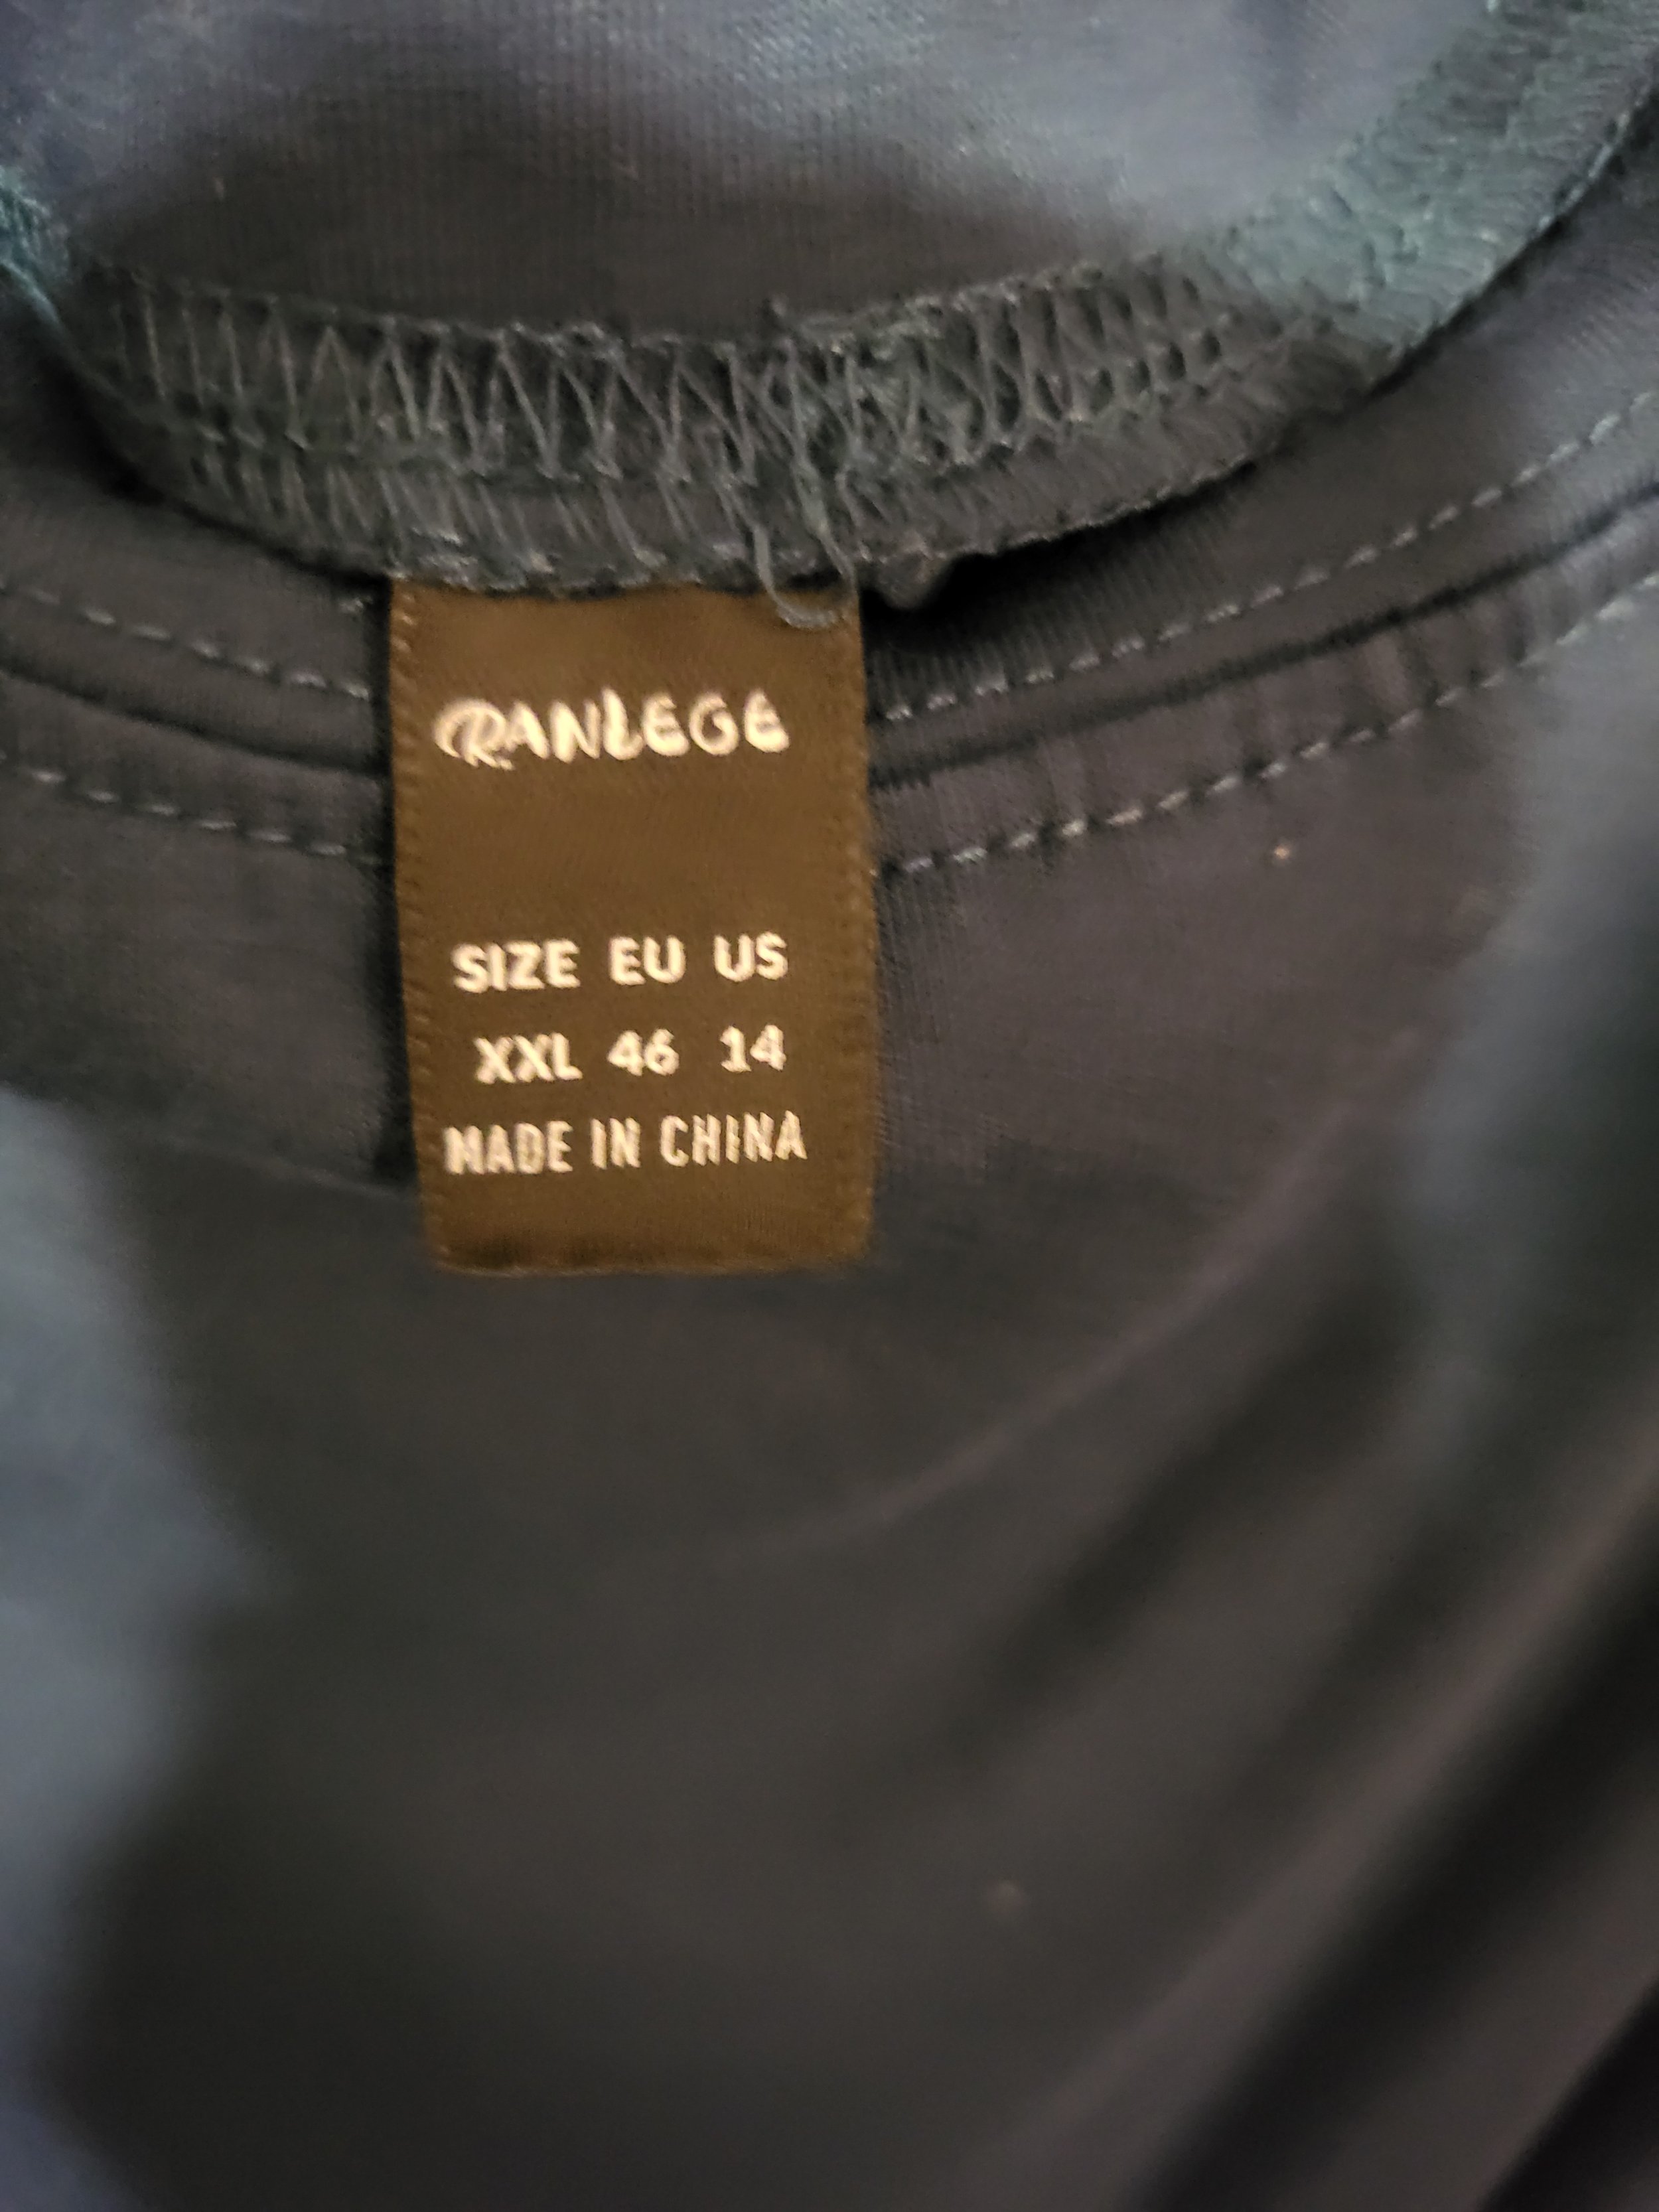 RANLEGE
SIZE EU US
XXL 46 14
MADE IN CHINA